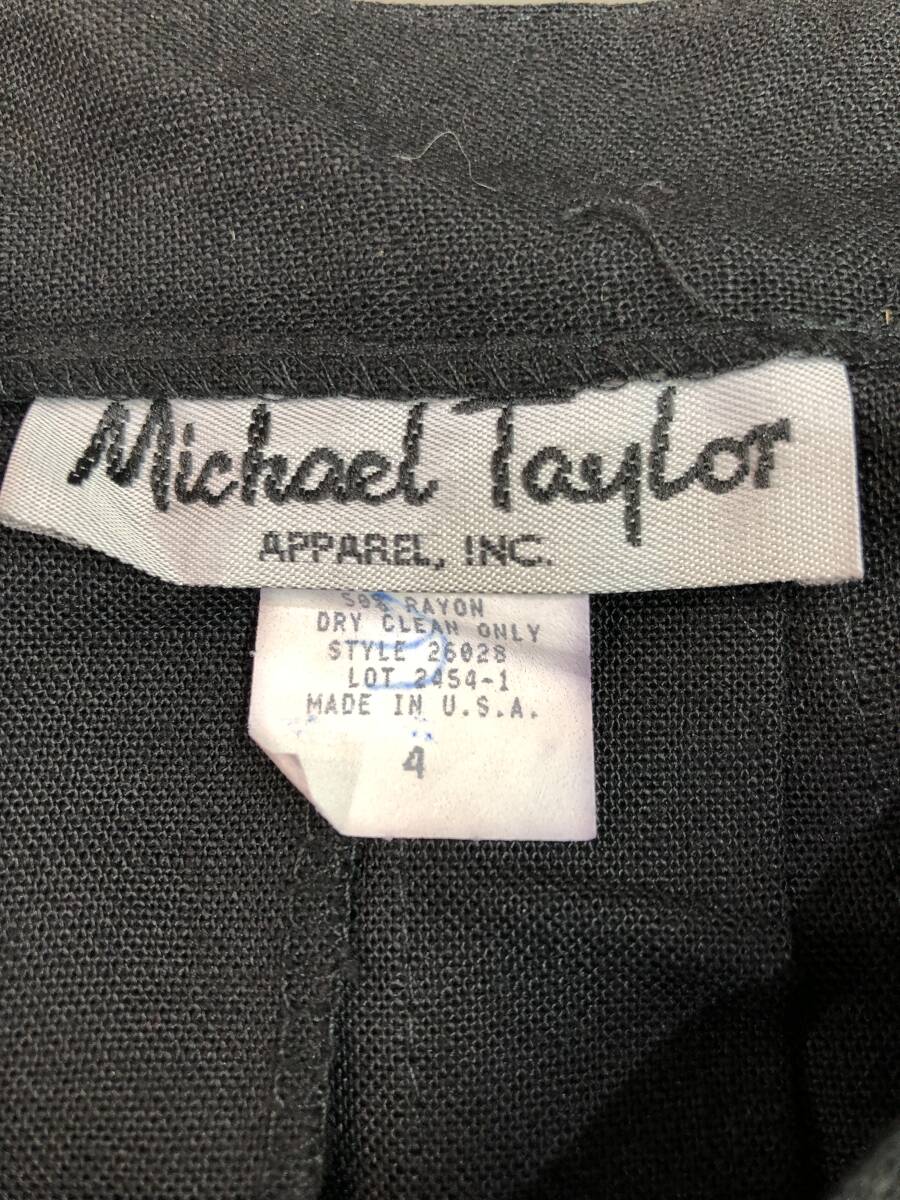 Michael Taylor
APPAREL, INC.
50% RAYON
DRY CLEAN ONLY
STYLE 26028
LOT 2454-1
MADE IN U.S.A.
4